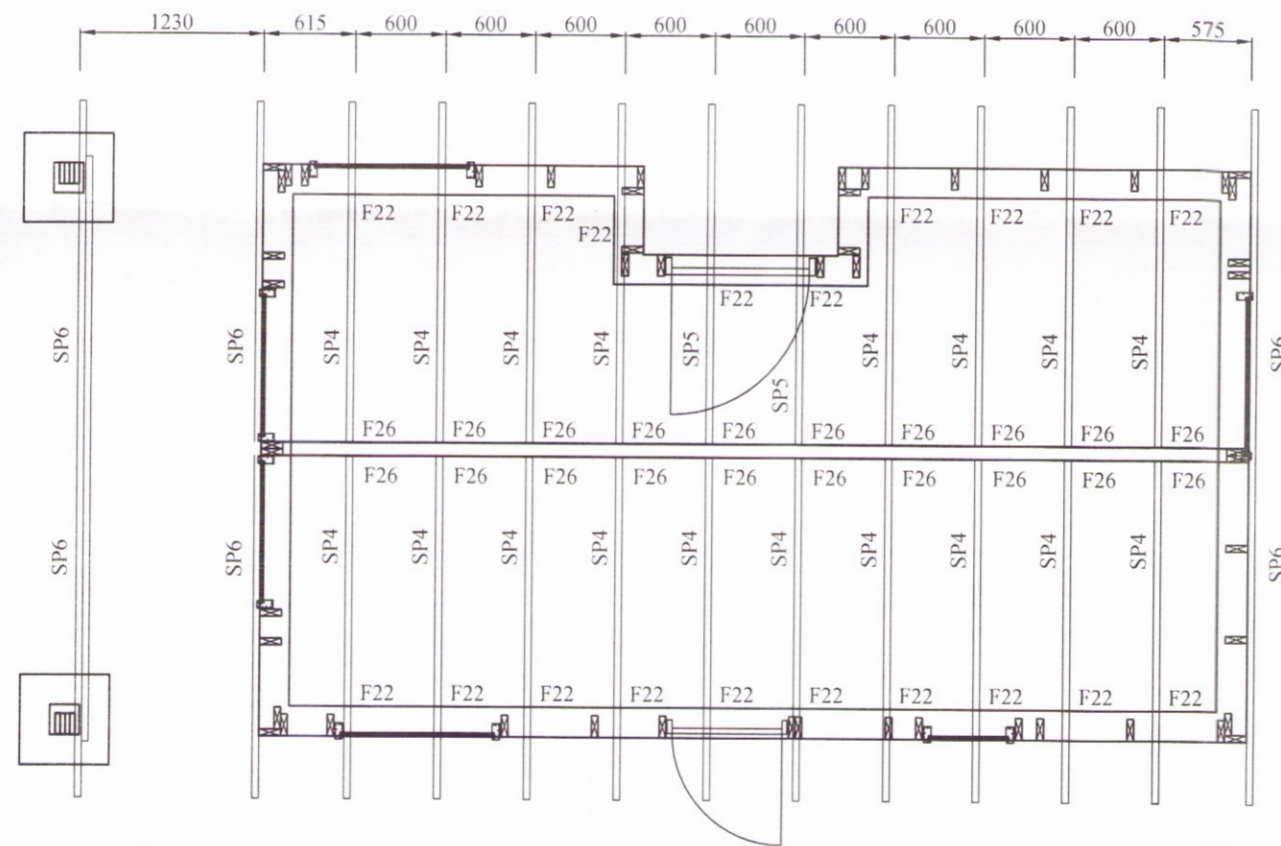 1230 615 600 600 600 600 600 600 600 600 600 575
F22 F22 F22 F22 F22 F22 F22
F22
F22 F22
SP6 SP6 SP4 SP4 SP4 SP4 SP5 SP4 SP4 SP4 SP4 SP6
SP5
F26 F26 F26 F26 F26 F26 F26 F26 F26 F26
F26 F26 F26 F26 F26 F26 F26 F26 F26 F26
SP6 SP6 SP4 SP4 SP4 SP4 SP4 SP4 SP4 SP4 SP4 SP4 SP6
F22 F22 F22 F22 F22 F22 F22 F22 F22 F22